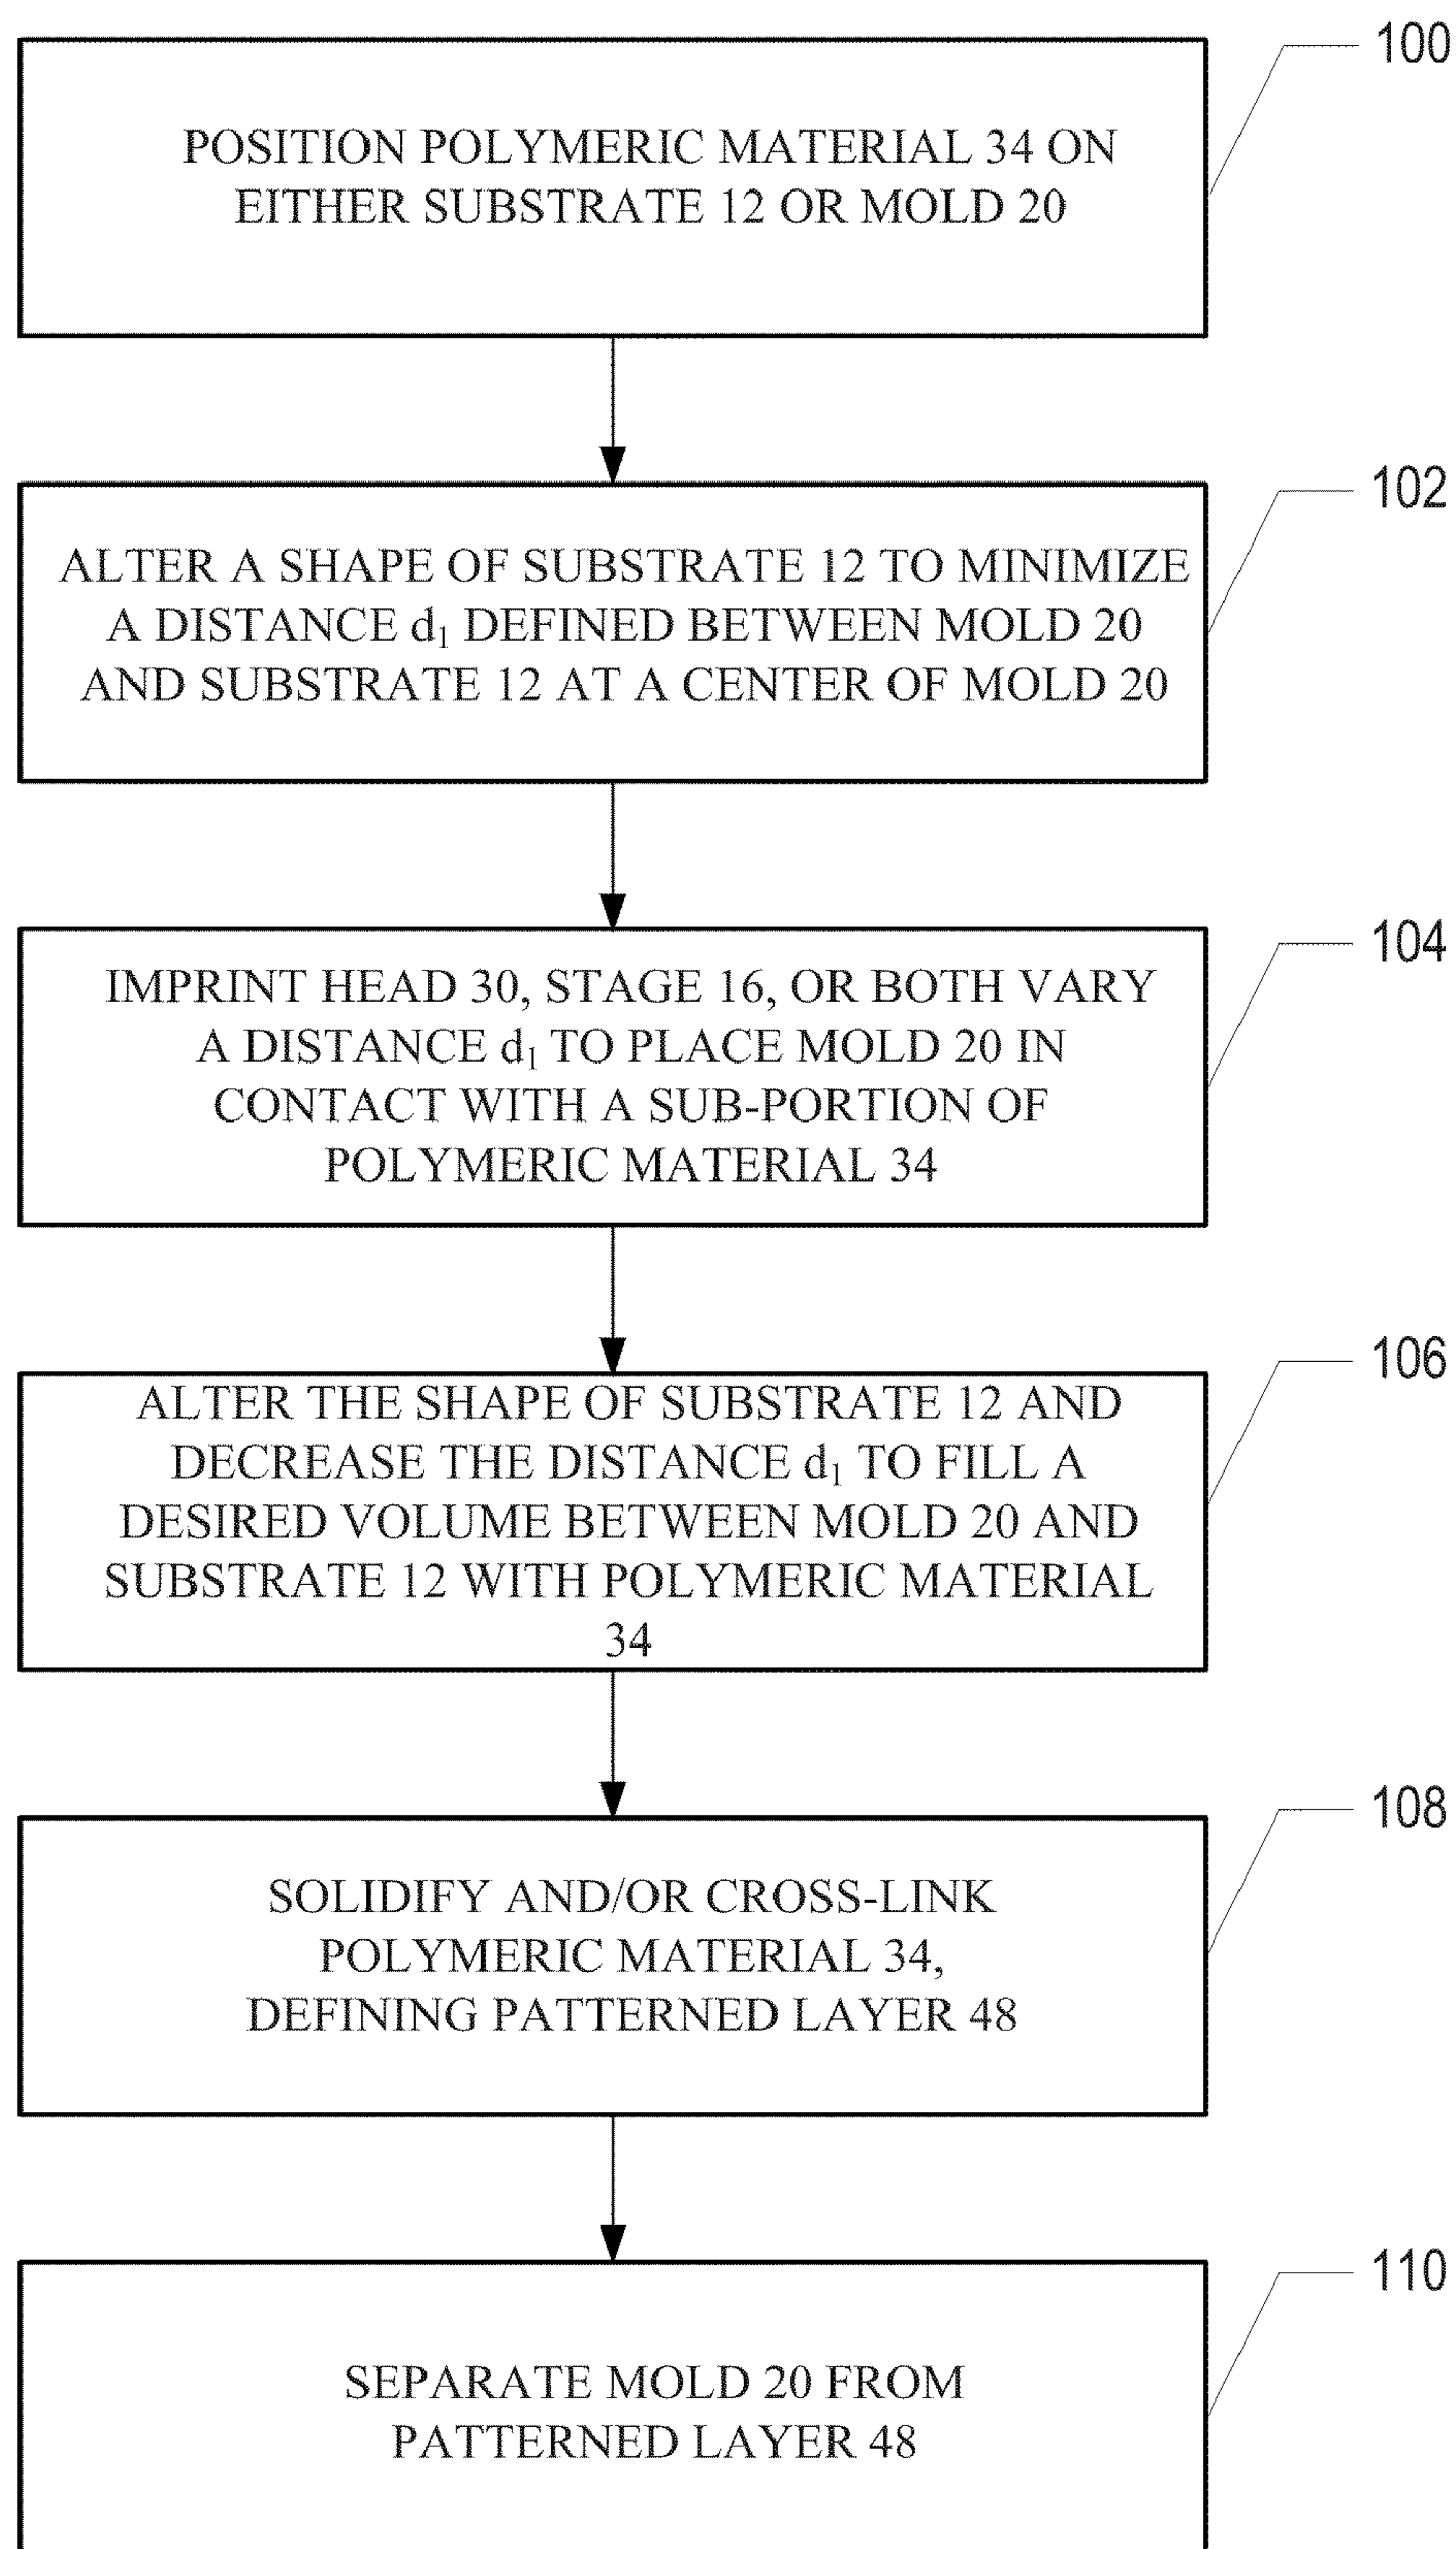 100
POSITION POLYMERIC MATERIAL 34 ON
EITHER SUBSTRATE 12 OR MOLD 20
102
ALTER A SHAPE OF SUBSTRATE 12 TO MINIMIZE
A DISTANCE d₁ DEFINED BETWEEN MOLD 20
AND SUBSTRATE 12 AT A CENTER OF MOLD 20
104
IMPRINT HEAD 30, STAGE 16, OR BOTH VARY
A DISTANCE d₁ TO PLACE MOLD 20 IN
CONTACT WITH A SUB-PORTION OF
POLYMERIC MATERIAL 34
106
ALTER THE SHAPE OF SUBSTRATE 12 AND
DECREASE THE DISTANCE d₁ TO FILL A
DESIRED VOLUME BETWEEN MOLD 20 AND
SUBSTRATE 12 WITH POLYMERIC MATERIAL
34
108
SOLIDIFY AND/OR CROSS-LINK
POLYMERIC MATERIAL 34,
DEFINING PATTERNED LAYER 48
110
SEPARATE MOLD 20 FROM
PATTERNED LAYER 48